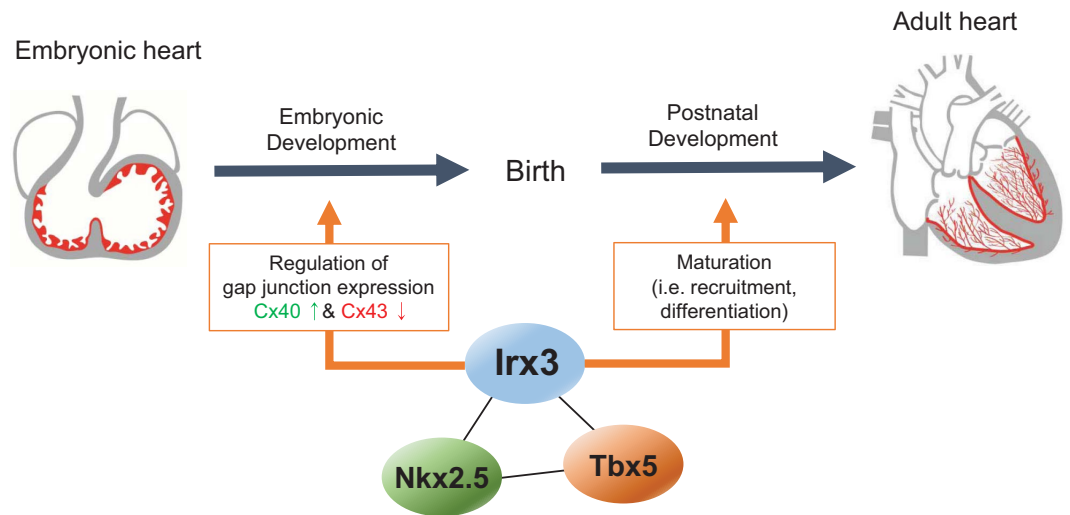 Embryonic heart
Adult heart
Embryonic
Development
Birth
Postnatal
Development
Regulation of
gap junction expression
Cx40 ↑ & Cx43 ↓
Maturation
(i.e. recruitment,
differentiation)
Irx3
Nkx2.5
Tbx5